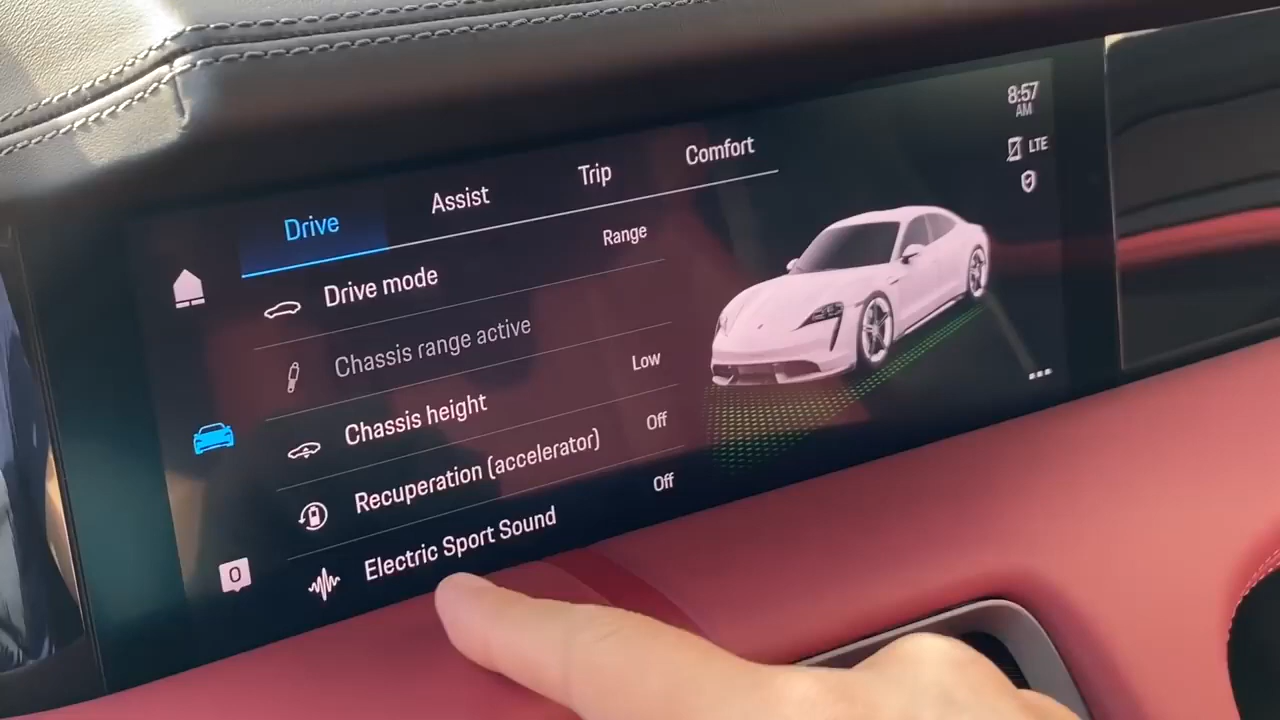 8:57
AM
LTE
Drive
Assist
Trip
Comfort
Drive mode
Range
Chassis range active
Chassis height
Low
Recuperation (accelerator)
Off
Electric Sport Sound
Off
0